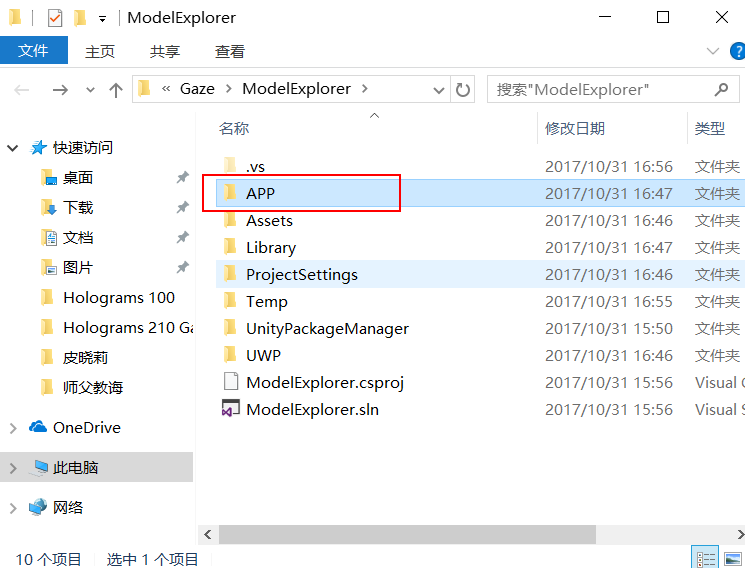 ModelExplorer
文件 主页 共享 查看
« Gaze > ModelExplorer > 搜索"ModelExplorer"
名称 修改日期 类型
快速访问
桌面
下载
文档
图片
Holograms 100
Holograms 210 Ga
皮晓莉
师父教诲
OneDrive
此电脑
网络
.vs 2017/10/31 16:56 文件夹
APP 2017/10/31 16:47 文件夹
Assets 2017/10/31 16:46 文件夹
Library 2017/10/31 16:47 文件夹
ProjectSettings 2017/10/31 16:46 文件夹
Temp 2017/10/31 16:55 文件夹
UnityPackageManager 2017/10/31 15:50 文件夹
UWP 2017/10/31 16:46 文件夹
ModelExplorer.csproj 2017/10/31 15:56 Visual C
ModelExplorer.sln 2017/10/31 15:56 Visual S
10 个项目 选中 1 个项目